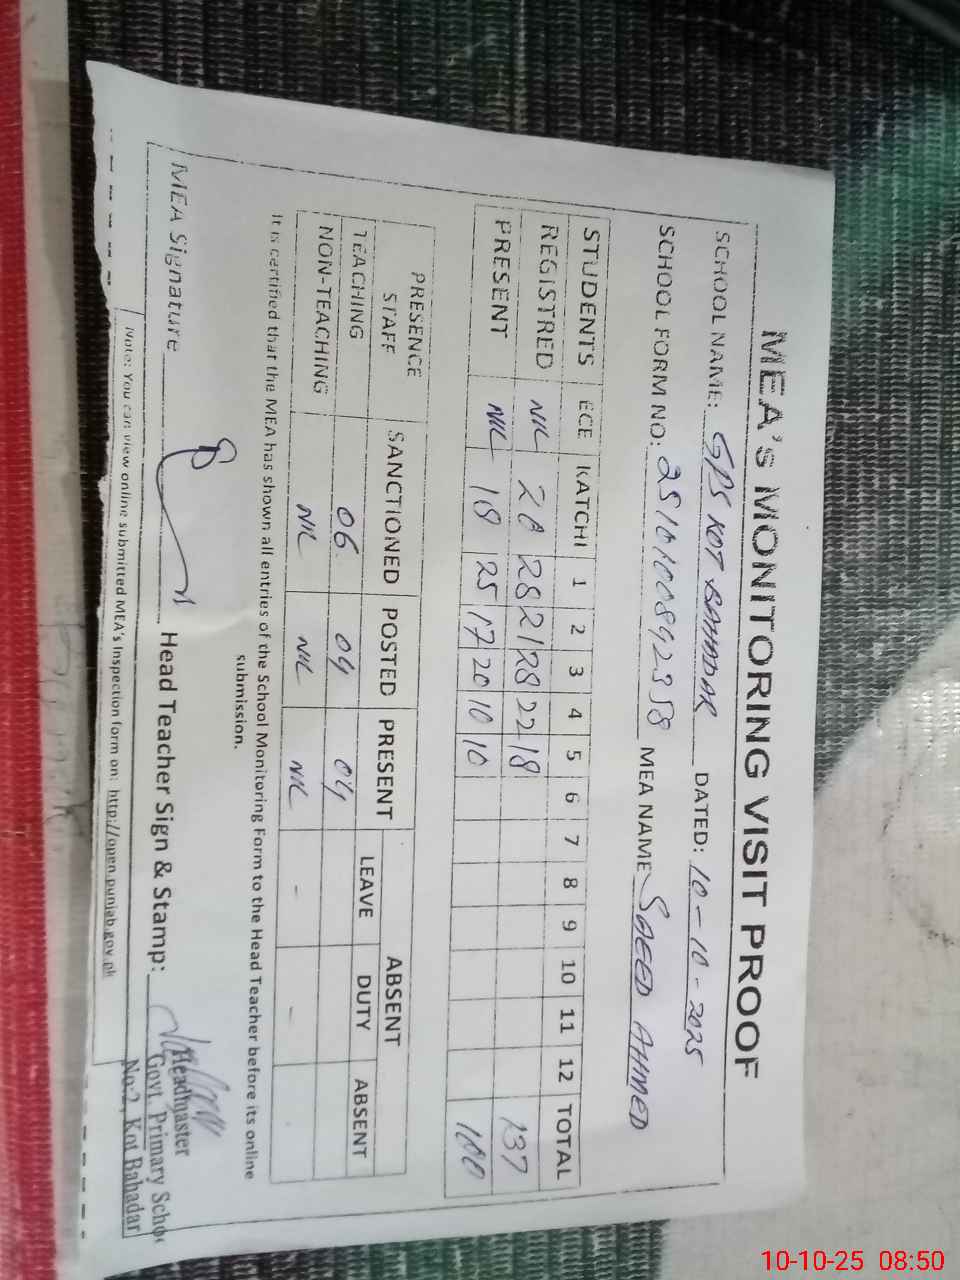 MEA'S MONITORING VISIT PROOF
SCHOOL NAME: GPS KOT BAHADAR DATED: 10-10-2025
SCHOOL FORM NO: 2510100892358 MEA NAME SAEED AHMED
STUDENTS ECE KATCHI 1 2 3 4 5 6 7 8 9 10 11 12 TOTAL
REGISTRED NIL 20 28 21 28 22 18 137
PRESENT NIL 18 25 17 20 10 10 100
PRESENCE STAFF SANCTIONED POSTED PRESENT ABSENT
LEAVE DUTY ABSENT
TEACHING 06 04 04
NON-TEACHING NIL NIL NIL - -
It is certified that the MEA has shown all entries of the School Monitoring Form to the Head Teacher before its online
submission.
MEA Signature Head Teacher Sign & Stamp:
Headmaster
Govt. Primary Schoo
No:2, Kot Bahadar
Note: You can view online submitted MEA's Inspection form on: http://open.punjab.gov.pk
10-10-25 08:50